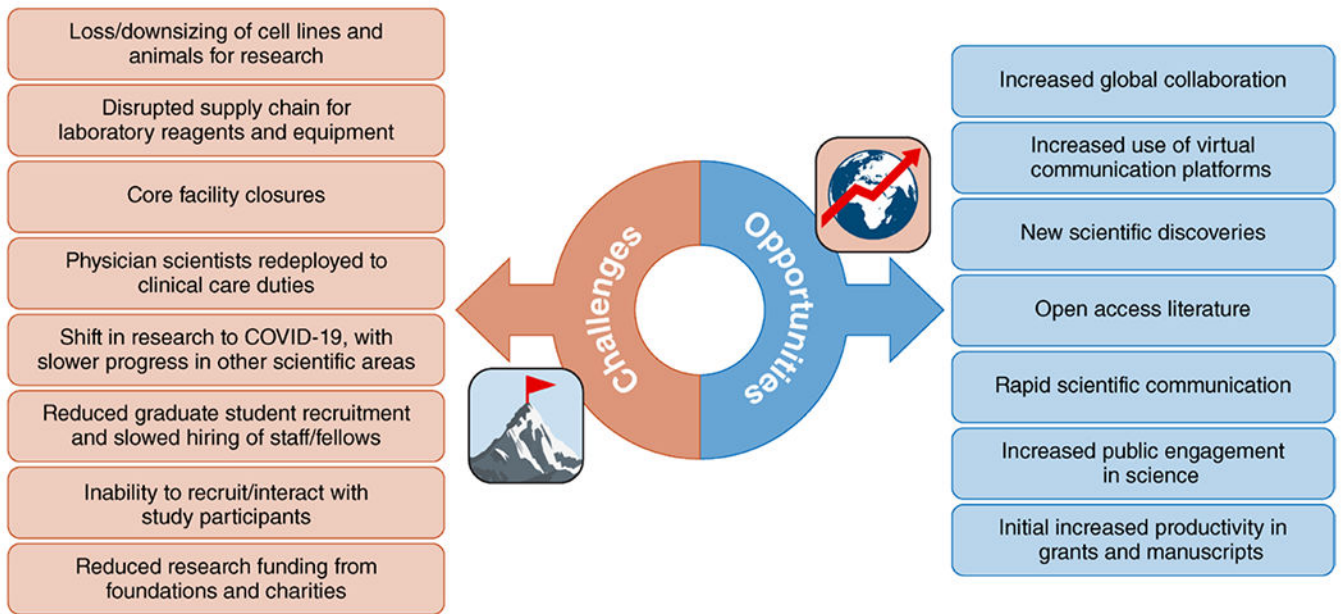 Loss/downsizing of cell lines and
animals for research
Disrupted supply chain for
laboratory reagents and equipment
Core facility closures
Physician scientists redeployed to
clinical care duties
Shift in research to COVID-19, with
slower progress in other scientific areas
Reduced graduate student recruitment
and slowed hiring of staff/fellows
Inability to recruit/interact with
study participants
Reduced research funding from
foundations and charities
Challenges
Opportunities
Increased global collaboration
Increased use of virtual
communication platforms
New scientific discoveries
Open access literature
Rapid scientific communication
Increased public engagement
in science
Initial increased productivity in
grants and manuscripts